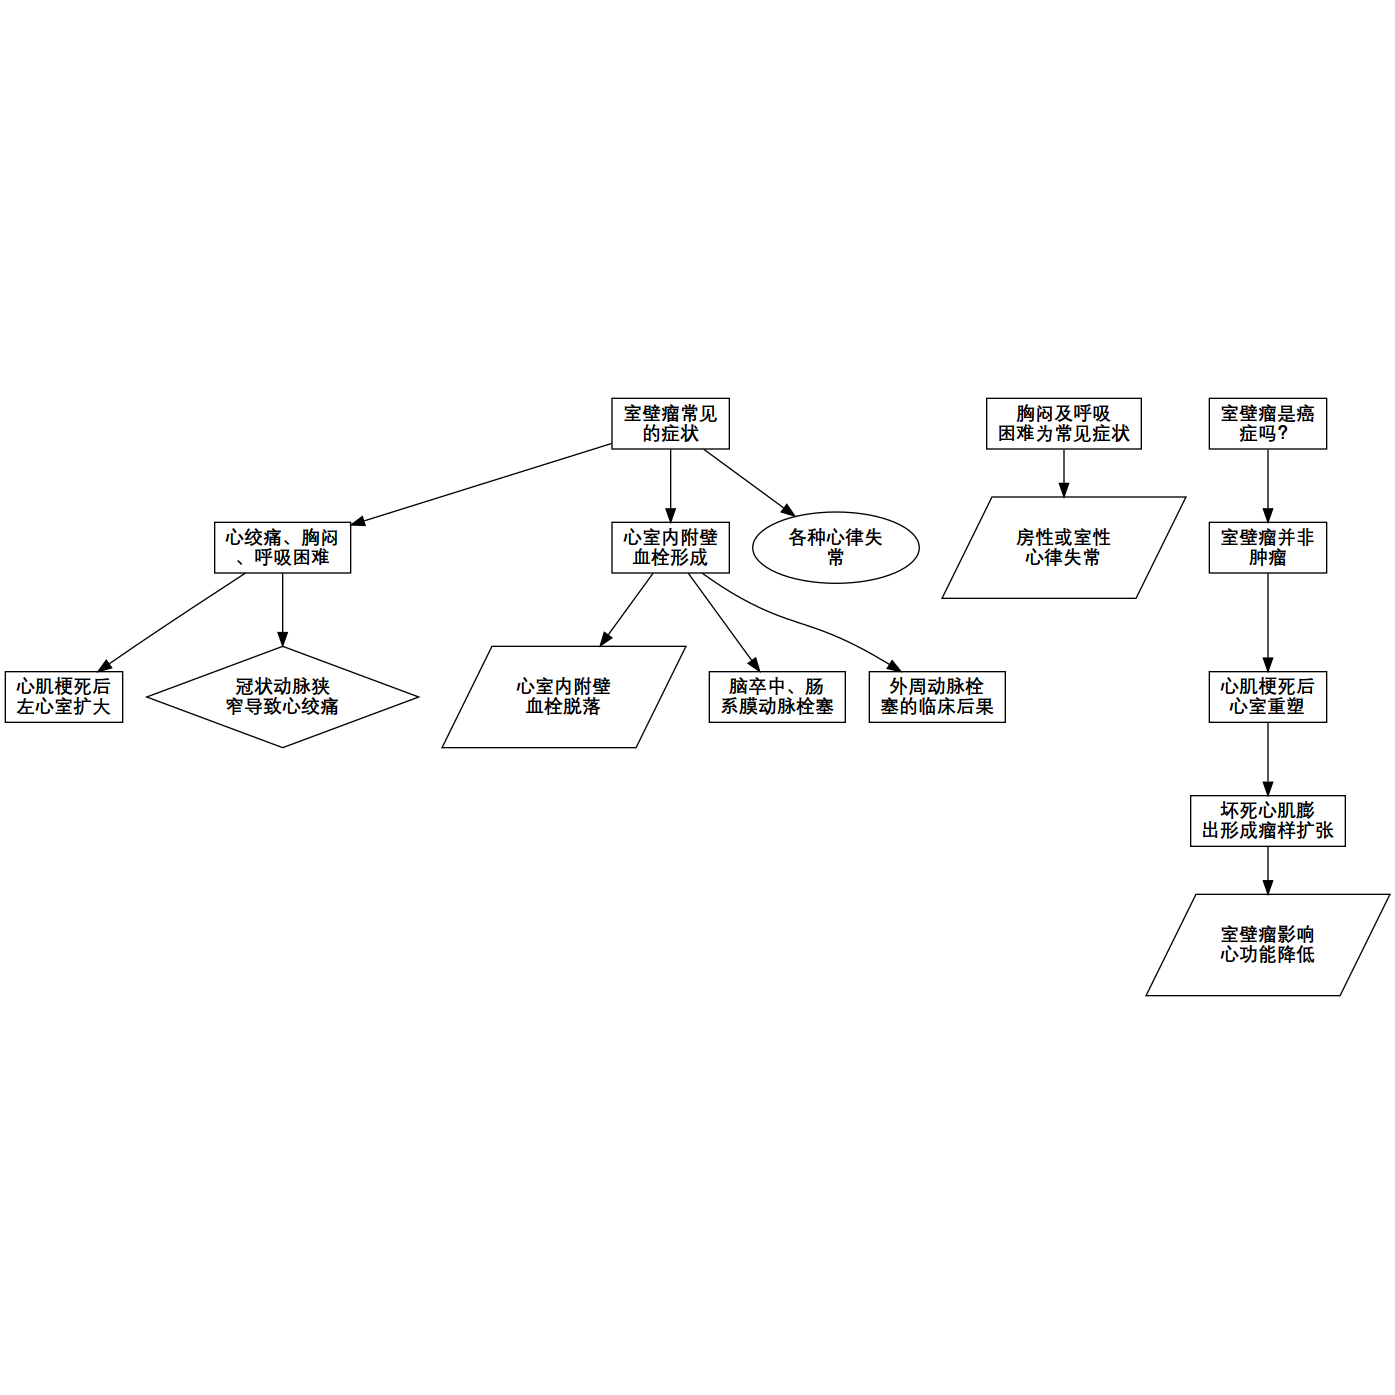 室壁瘤常见
的症状
胸闷及呼吸
困难为常见症状
室壁瘤是癌
症吗?
心绞痛、胸闷
、呼吸困难
心室内附壁
血栓形成
各种心律失
常
房性或室性
心律失常
室壁瘤并非
肿瘤
心肌梗死后
左心室扩大
冠状动脉狭
窄导致心绞痛
心室内附壁
血栓脱落
脑卒中、肠
系膜动脉栓塞
外周动脉栓
塞的临床后果
心肌梗死后
心室重塑
坏死心肌膨
出形成瘤样扩张
室壁瘤影响
心功能降低